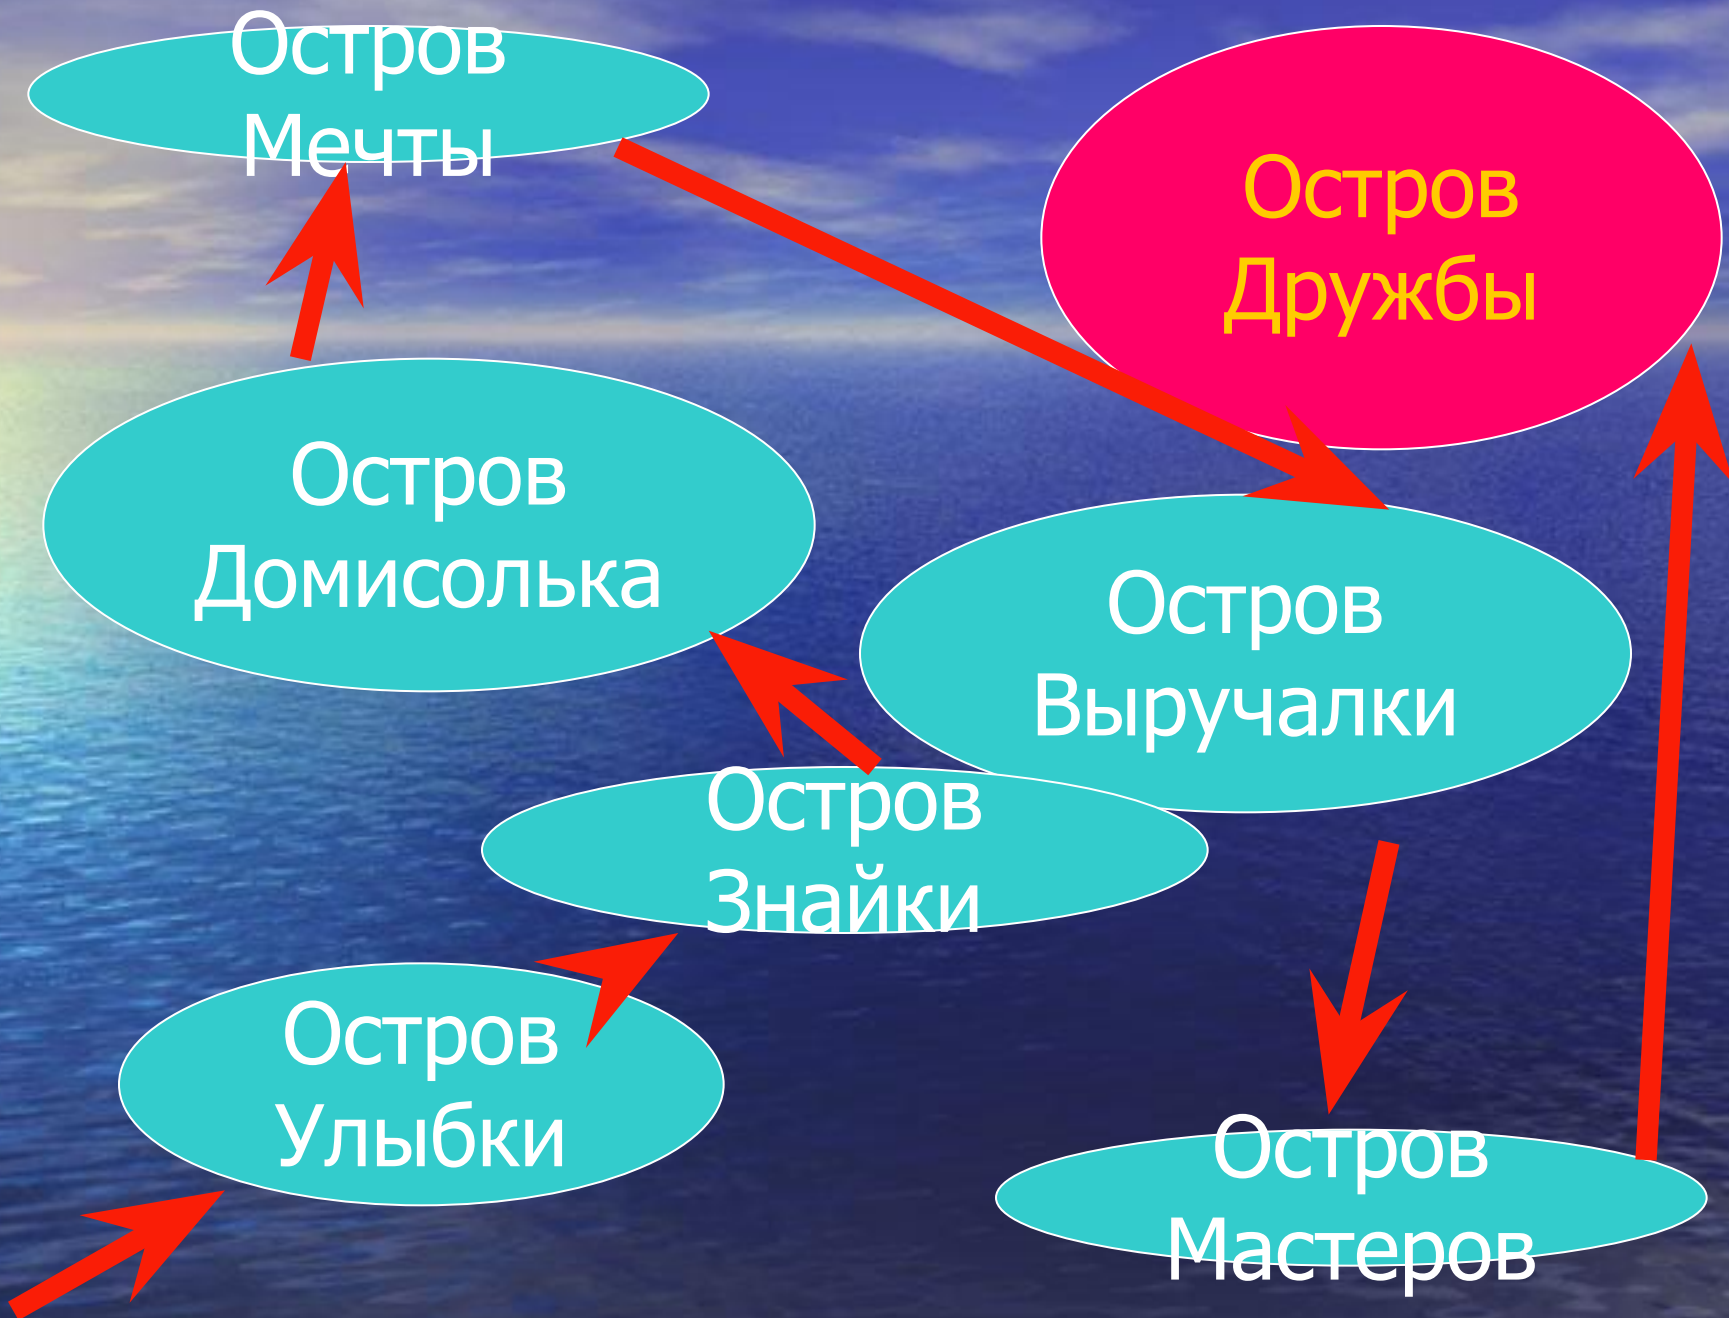 Остров
Мечты
Остров
Дружбы
Остров
Домисолька
Остров
Выручалки
Остров
Знайки
Остров
Улыбки
Остров
Мастеров